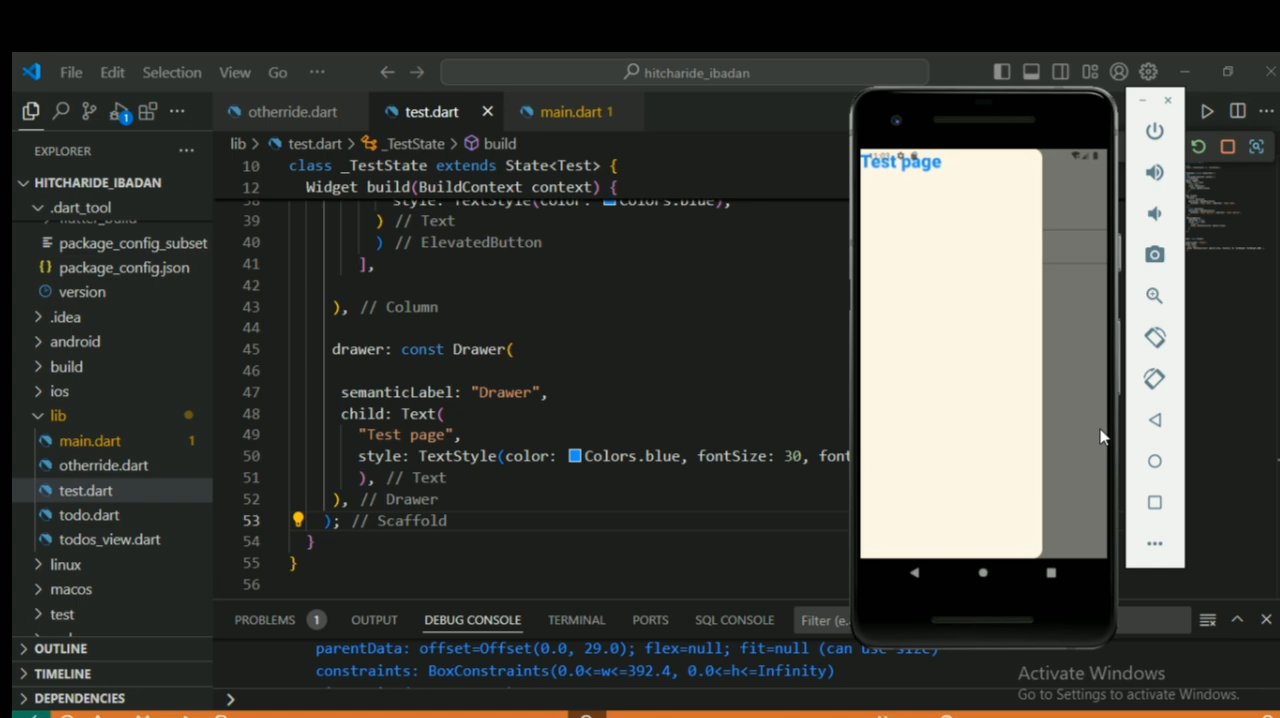 File Edit Selection View Go ··· hitcharide_ibadan
otherride.dart test.dart main.dart 1
EXPLORER
HITCHARIDE_IBADAN
.dart_tool
package_config_subset
package_config.json
version
.idea
android
build
ios
lib
main.dart 1
otherride.dart
test.dart
todo.dart
todos_view.dart
linux
macos
test
OUTLINE
TIMELINE
DEPENDENCIES
lib > test.dart > _TestState > build
10 class _TestState extends State<Test> {
12 Widget build(BuildContext context) {
38 style: TextStyle(color: Colors.blue),
39 ) // Text
40 ) // ElevatedButton
41 ],
42
43 ), // Column
44
45 drawer: const Drawer(
46
47 semanticLabel: "Drawer",
48 child: Text(
49 "Test page",
50 style: TextStyle(color: Colors.blue, fontSize: 30, font
51 ), // Text
52 ), // Drawer
53 ); // Scaffold
54 }
55 }
56
Test page
PROBLEMS 1 OUTPUT DEBUG CONSOLE TERMINAL PORTS SQL CONSOLE Filter (e.
parentData: offset=Offset(0.0, 29.0); flex=null; fit=null (can use size)
constraints: BoxConstraints(0.0<=w<=392.4, 0.0<=h<=Infinity)
Activate Windows
Go to Settings to activate Windows.